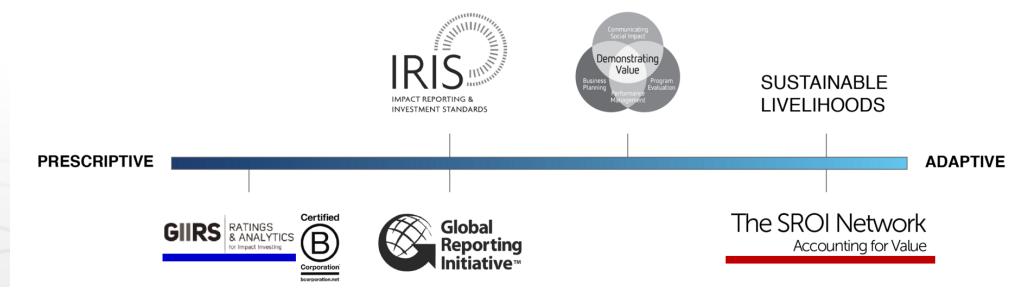 IRIS
IMPACT REPORTING &
INVESTMENT STANDARDS
Communicating
Social Impact
Demonstrating
Value
Business
Planning
Program
Evaluation
Performance
Management
SUSTAINABLE
LIVELIHOODS
PRESCRIPTIVE
ADAPTIVE
GIIRS
RATINGS
& ANALYTICS
for Impact Investing
Certified
B
Corporation
bcorporation.net
Global
Reporting
Initiative™
The SROI Network
Accounting for Value